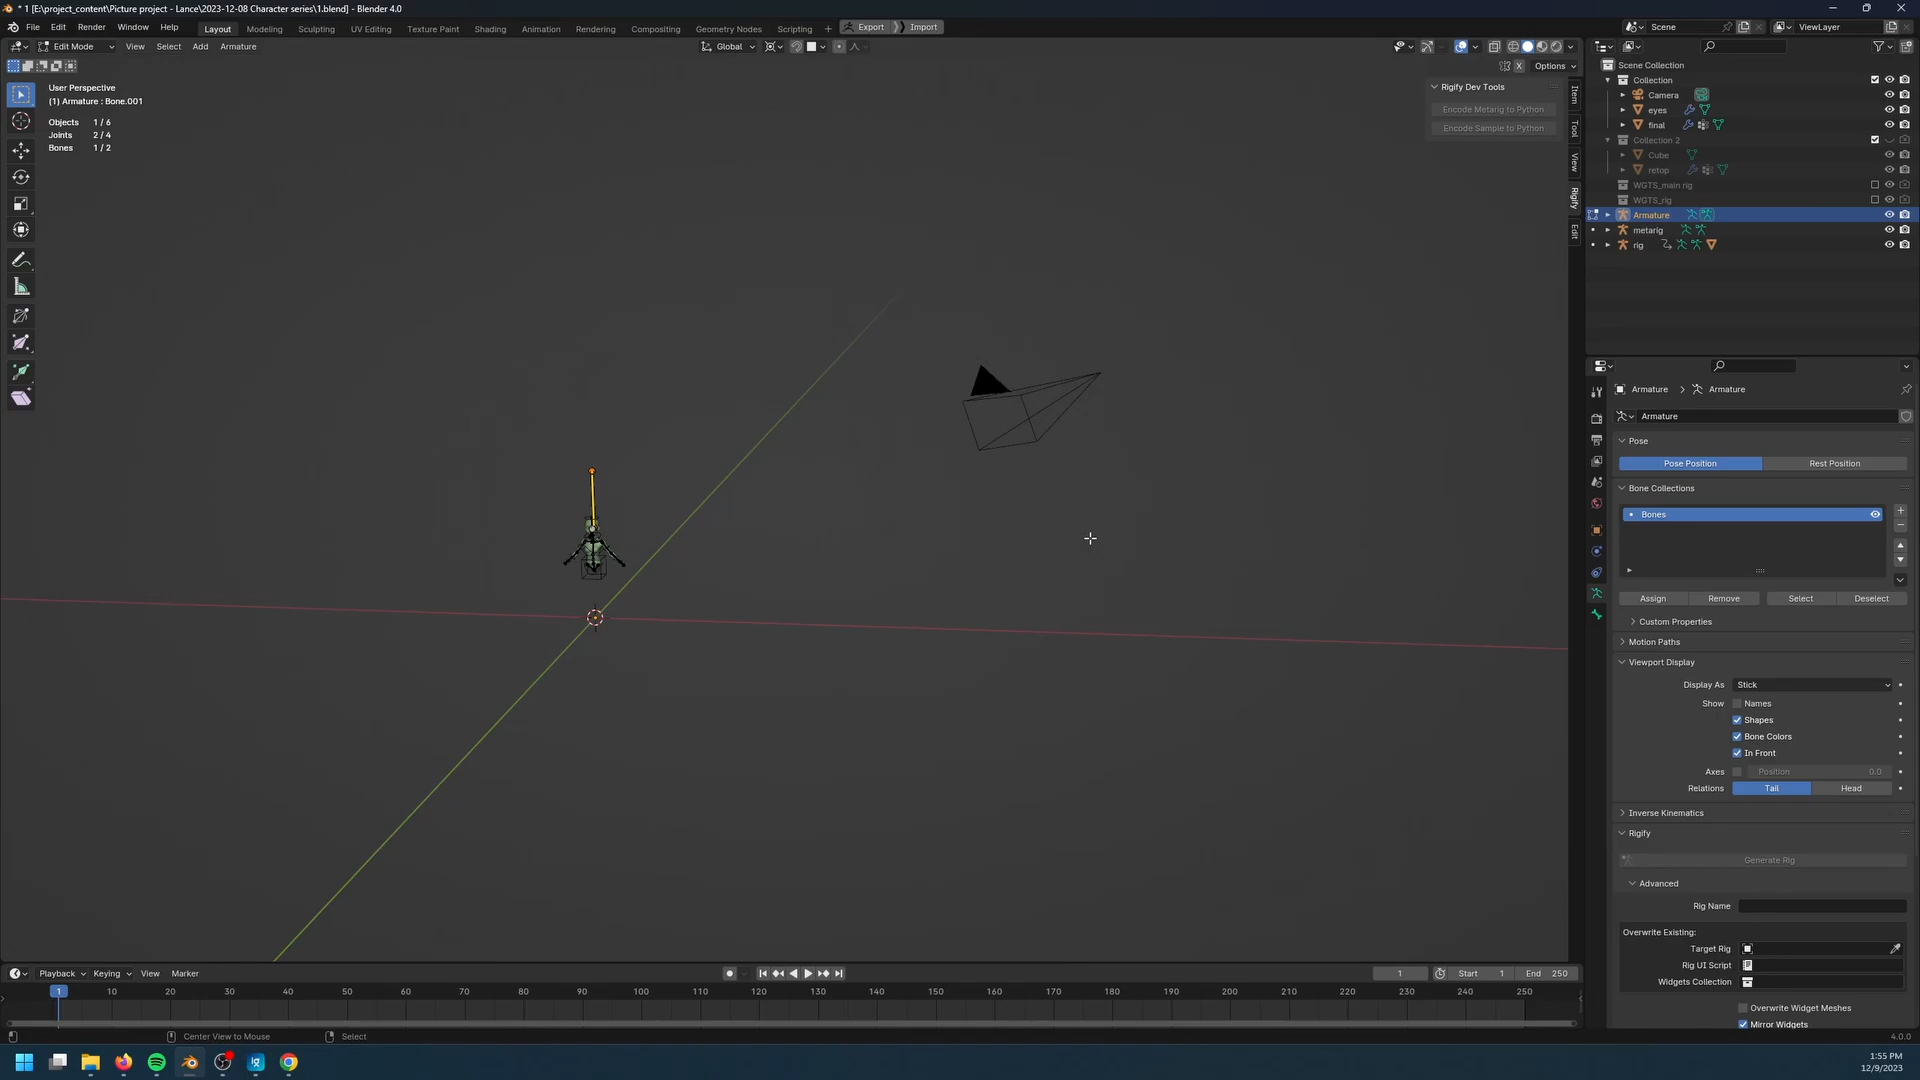 * 1 [E:\project_content\Picture project - Lance\2023-12-08 Character series\1.blend] - Blender 4.0
File Edit Render Window Help Layout Modeling Sculpting UV Editing Texture Paint Shading Animation Rendering Compositing Geometry Nodes Scripting + Export Import Scene ViewLayer
Edit Mode View Select Add Armature Global
X Options
User Perspective
(1) Armature : Bone.001
Objects 1 / 6
Joints 2 / 4
Bones 1 / 2
Rigify Dev Tools
Encode Metarig to Python
Encode Sample to Python
Item
Tool
View
Rigify
Edit
Scene Collection
Collection
Camera
eyes
final
Collection 2
Cube
retop
WGTS_main rig
WGTS_rig
Armature
metarig
rig
Armature > Armature
Armature
Pose
Pose Position Rest Position
Bone Collections
Bones
Assign Remove Select Deselect
Custom Properties
Motion Paths
Viewport Display
Display As Stick
Show Names
Shapes
Bone Colors
In Front
Axes Position 0.0
Relations Tail Head
Inverse Kinematics
Rigify
Generate Rig
Advanced
Rig Name
Overwrite Existing:
Target Rig
Rig UI Script
Widgets Collection
Overwrite Widget Meshes
Mirror Widgets
Playback Keying View Marker 1 Start 1 End 250
1 10 20 30 40 50 60 70 80 90 100 110 120 130 140 150 160 170 180 190 200 210 220 230 240 250
Center View to Mouse Select 4.0.0
1:55 PM
12/9/2023